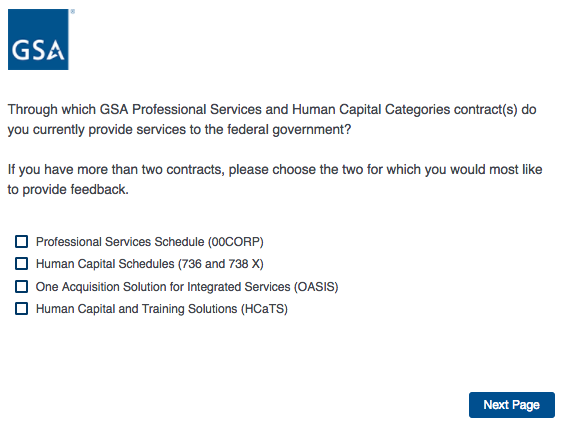 GSA
Through which GSA Professional Services and Human Capital Categories contract(s) do
you currently provide services to the federal government?
If you have more than two contracts, please choose the two for which you would most like
to provide feedback.
Professional Services Schedule (00CORP)
Human Capital Schedules (736 and 738 X)
One Acquisition Solution for Integrated Services (OASIS)
Human Capital and Training Solutions (HCaTS)
Next Page